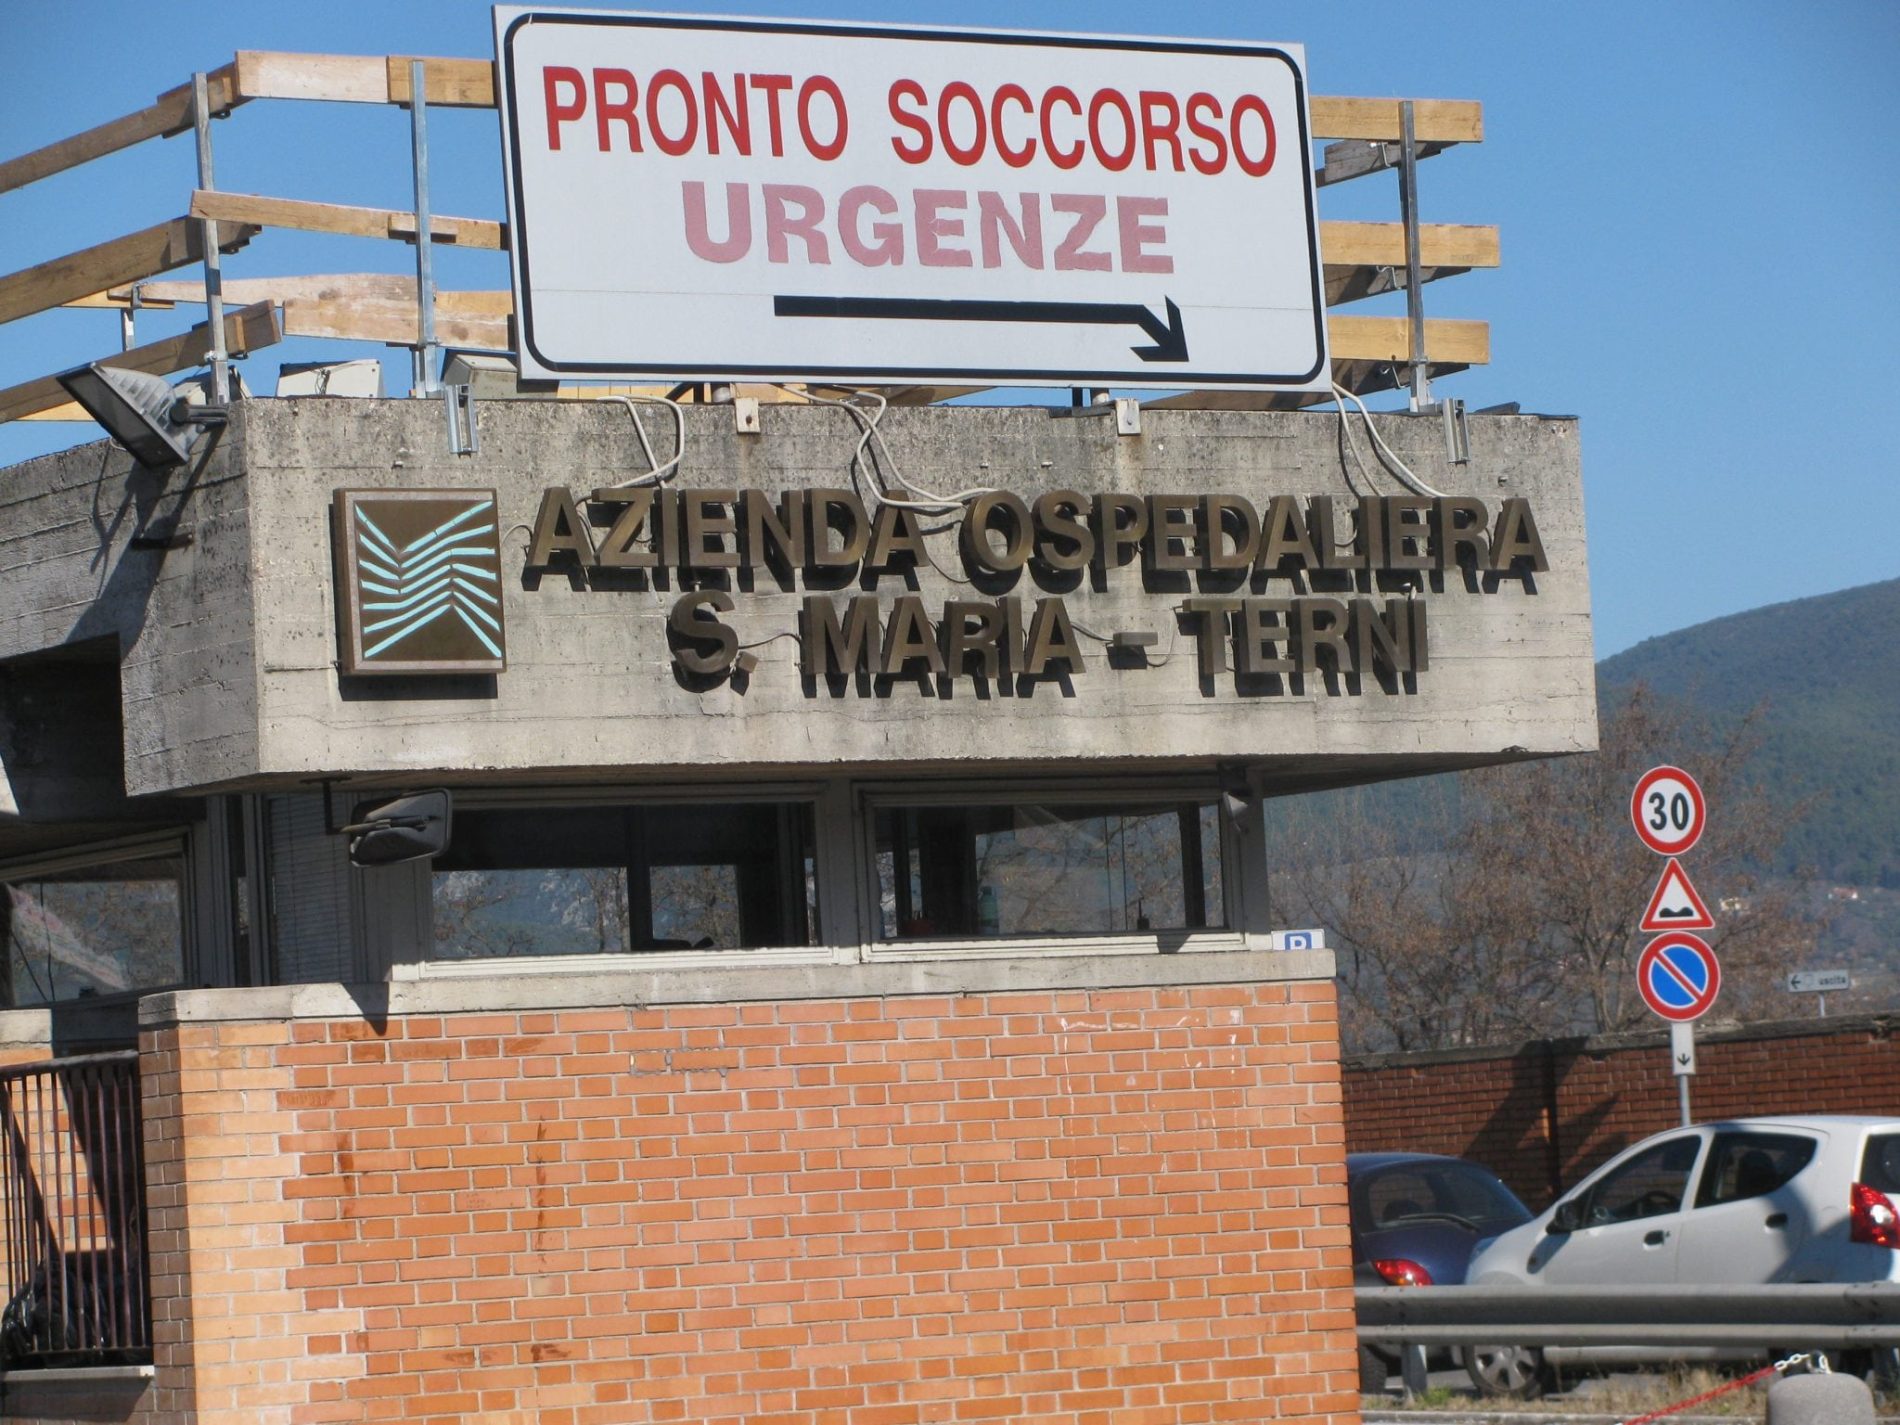 PRONTO SOCCORSO
URGENZE
AZIENDA OSPEDALIERA
S. MARIA - TERNI
30
P
uscita